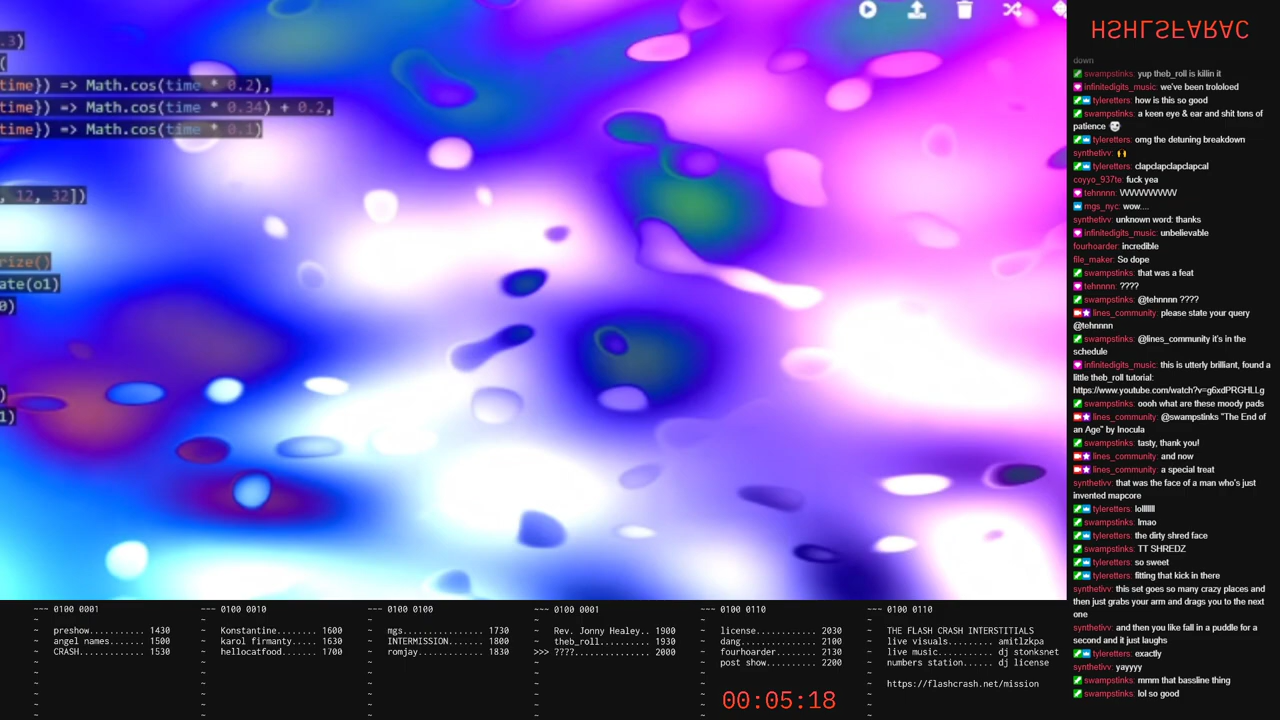 .3)
(
time}) => Math.cos(time * 0.2),
time}) => Math.cos(time * 0.34) + 0.2,
time}) => Math.cos(time * 0.1)
, 12, 32])
rize()
ate(o1)
0)
)
1)
HSHLSFARAC
down
swampstinks: yup theb_roll is killin it
infinitedigits_music: we've been trololoed
tyleretters: how is this so good
swampstinks: a keen eye & ear and shit tons of
patience
tyleretters: omg the detuning breakdown
synthetivv:
tyleretters: clapclapclapclapcal
coyyo_937te: fuck yea
tehnnnn: \/\/\/\/\/\/\/\/\/\/
mgs_nyc: wow....
synthetivv: unknown word: thanks
infinitedigits_music: unbelievable
fourhoarder: incredible
file_maker: So dope
swampstinks: that was a feat
tehnnnn: ????
swampstinks: @tehnnnn ????
lines_community: please state your query
@tehnnnn
swampstinks: @lines_community it's in the
schedule
infinitedigits_music: this is utterly brilliant, found a
little theb_roll tutorial:
https://www.youtube.com/watch?v=g6xdPRGHLLg
swampstinks: oooh what are these moody pads
lines_community: @swampstinks "The End of
an Age" by Inocula
swampstinks: tasty, thank you!
lines_community: and now
lines_community: a special treat
synthetivv: that was the face of a man who's just
invented mapcore
tyleretters: lolllllll
swampstinks: lmao
tyleretters: the dirty shred face
swampstinks: TT SHREDZ
tyleretters: so sweet
tyleretters: fitting that kick in there
synthetivv: this set goes so many crazy places and
then just grabs your arm and drags you to the next
one
synthetivv: and then you like fall in a puddle for a
second and it just laughs
tyleretters: exactly
synthetivv: yayyyy
swampstinks: mmm that bassline thing
swampstinks: lol so good
~~~ 0100 0001
preshow........... 1430
angel names....... 1500
CRASH............. 1530
~~~ 0100 0010
Konstantine....... 1600
karol firmanty.... 1630
hellocatfood...... 1700
~~~ 0100 0100
mgs............... 1730
INTERMISSION...... 1800
romjay............ 1830
~~~ 0100 0001
Rev. Jonny Healey.. 1900
theb_roll.......... 1930
>>> ????............... 2000
~~~ 0100 0110
license........... 2030
dang.............. 2100
fourhoarder....... 2130
post show......... 2200
00:05:18
~~~ 0100 0110
THE FLASH CRASH INTERSTITIALS
live visuals....... amitlzkpa
live music..... dj stonksnet
numbers station...... dj license
https://flashcrash.net/mission